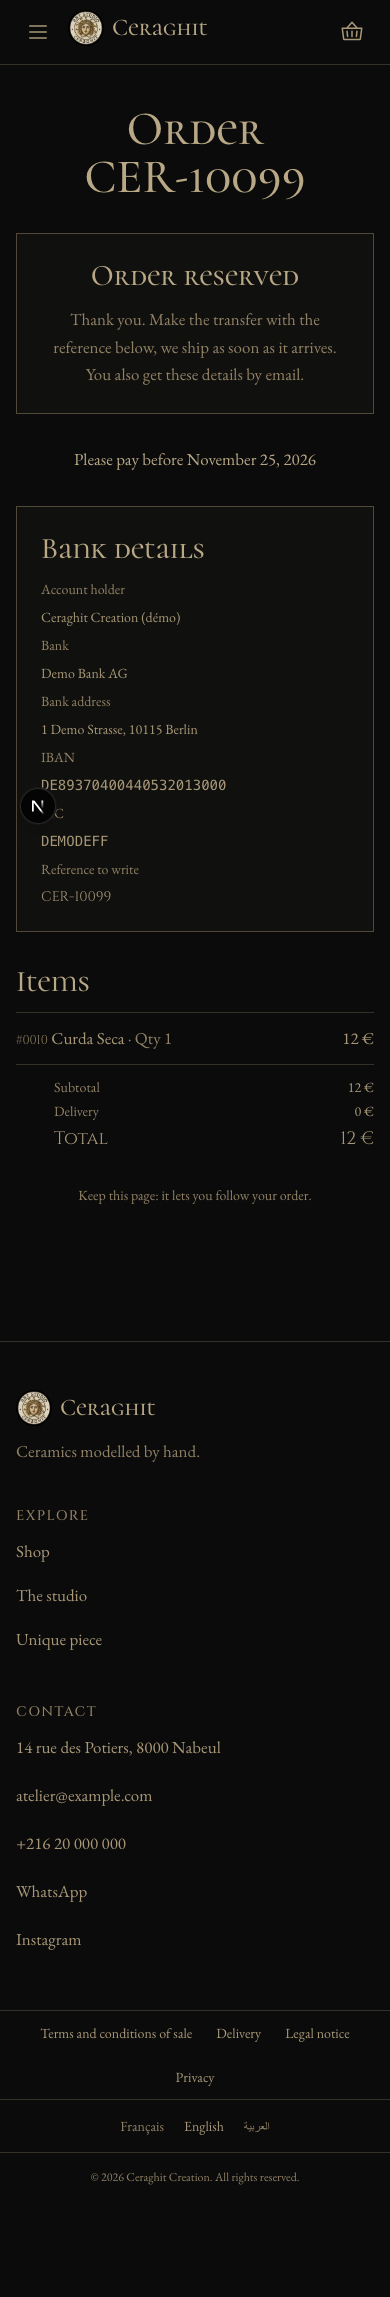 Ceraghit
Order
CER-10099
Order reserved
Thank you. Make the transfer with the
reference below, we ship as soon as it arrives.
You also get these details by email.
Please pay before November 25, 2026
Bank details
Account holder
Ceraghit Creation (démo)
Bank
Demo Bank AG
Bank address
1 Demo Strasse, 10115 Berlin
IBAN
DE89370400440532013000
C
DEMODEFF
Reference to write
CER-10099
Items
#0010 Curda Seca · Qty 1 12 €
Subtotal 12 €
Delivery 0 €
Total 12 €
Keep this page: it lets you follow your order.
Ceraghit
Ceramics modelled by hand.
EXPLORE
Shop
The studio
Unique piece
CONTACT
14 rue des Potiers, 8000 Nabeul
atelier@example.com
+216 20 000 000
WhatsApp
Instagram
Terms and conditions of sale Delivery Legal notice
Privacy
Français English العربية
© 2026 Ceraghit Creation. All rights reserved.